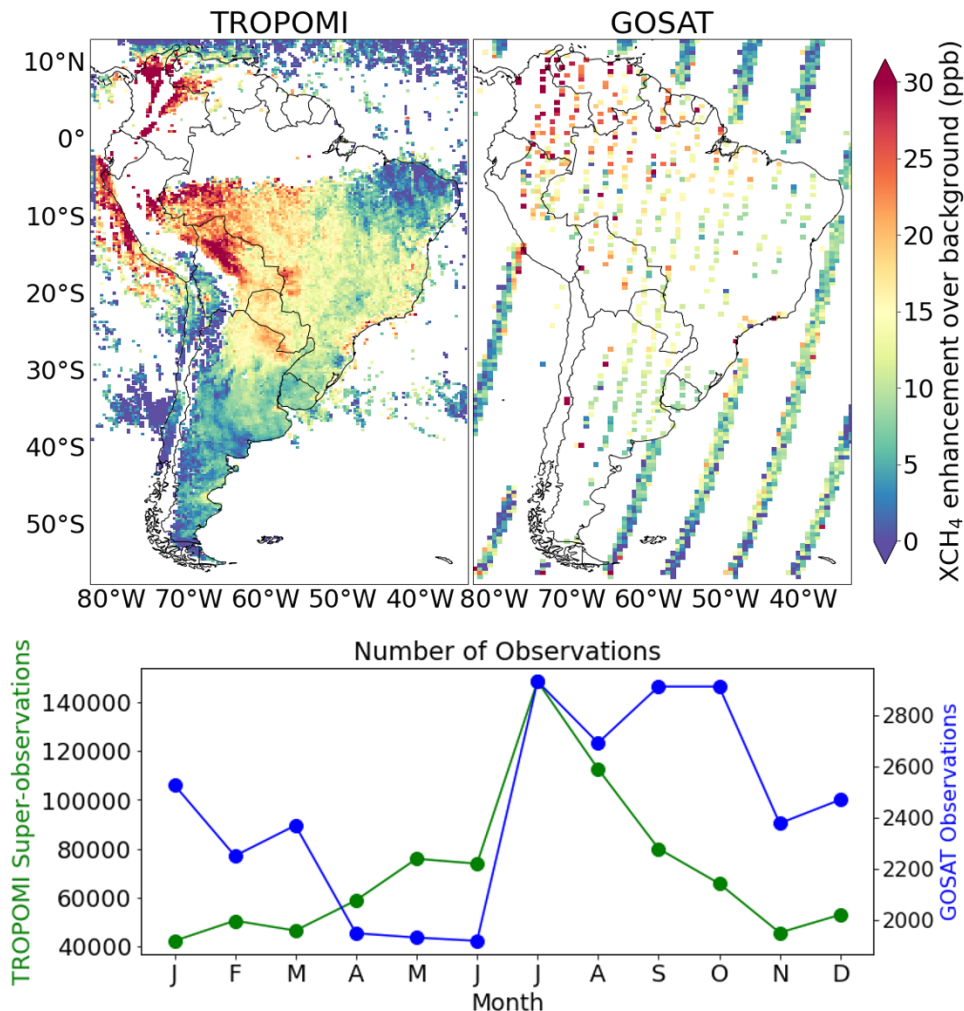 TROPOMI GOSAT
10°N
0°
10°S
20°S
30°S
40°S
50°S
80°W 70°W 60°W 50°W 40°W
80°W 70°W 60°W 50°W 40°W
30
25
20
15
10
5
0
XCH₄ enhancement over background (ppb)
Number of Observations
TROPOMI Super-observations
140000
120000
100000
80000
60000
40000
2800
2600
2400
2200
2000
GOSAT Observations
J F M A M J J A S O N D
Month